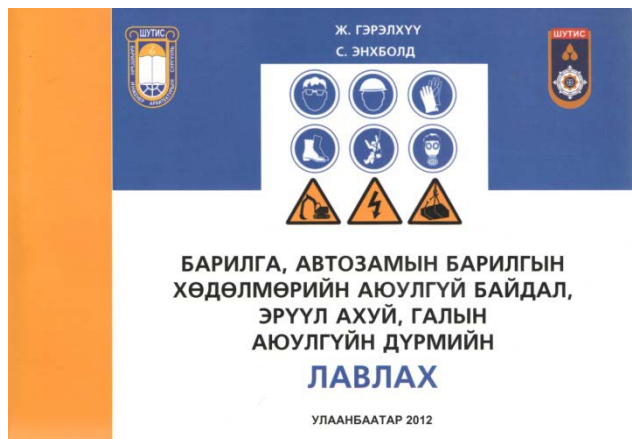 Ж. ГЭРЭЛХҮҮ
С. ЭНХБОЛД
ШУТИС
ШУТИС
БАРИЛГА, АВТОЗАМЫН БАРИЛГЫН
ХӨДӨЛМӨРИЙН АЮУЛГҮЙ БАЙДАЛ,
ЭРҮҮЛ АХУЙ, ГАЛЫН
АЮУЛГҮЙН ДҮРМИЙН
ЛАВЛАХ
УЛААНБААТАР 2012